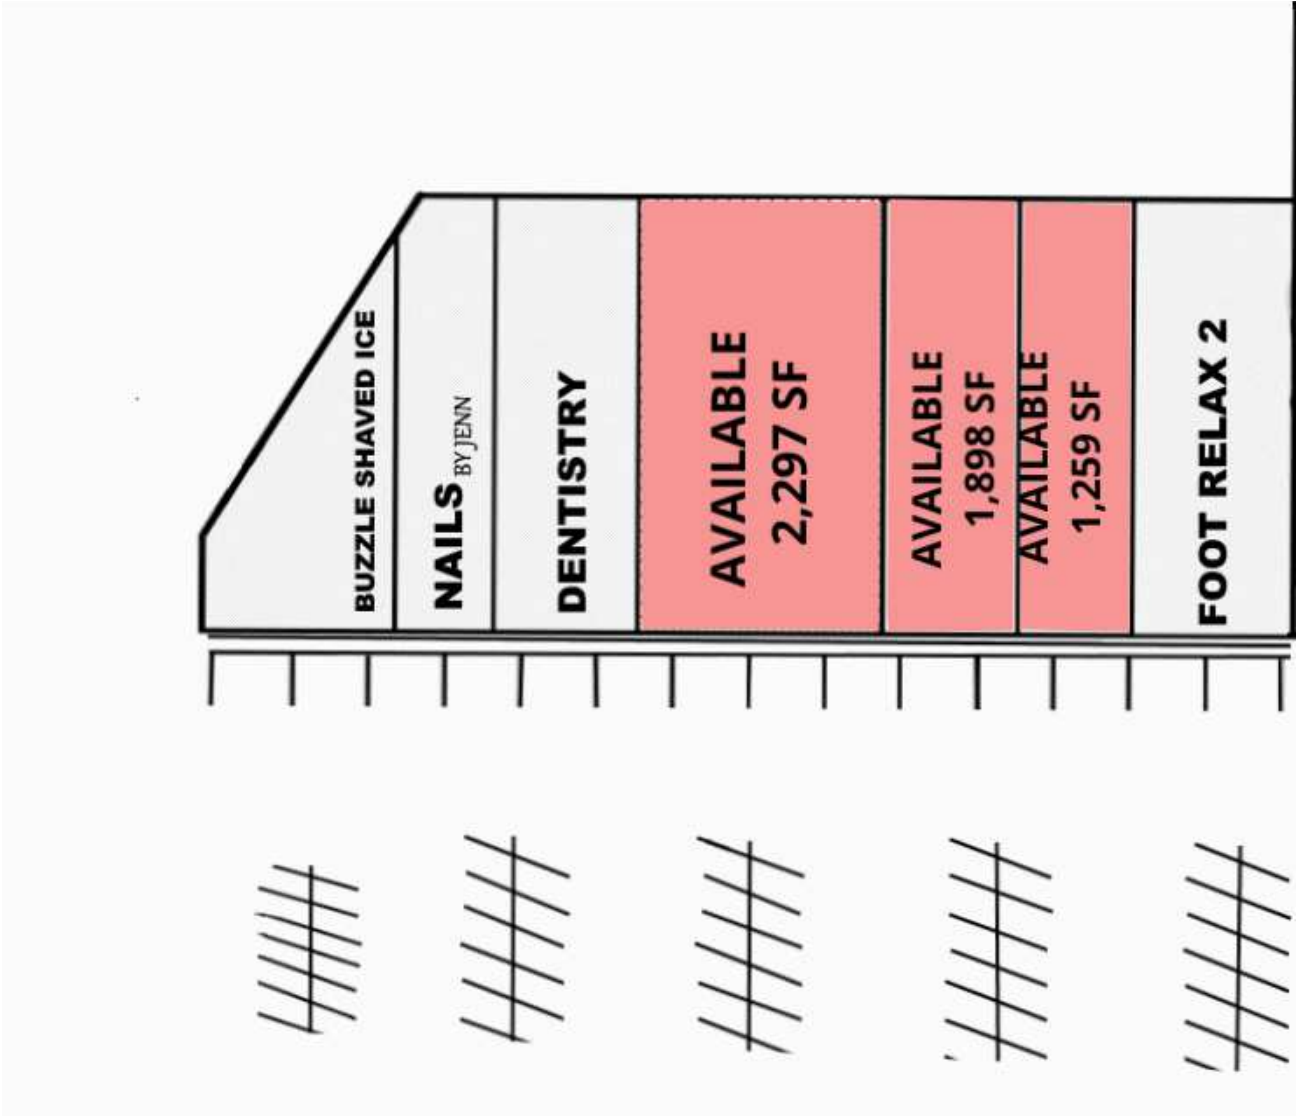 BUZZLE SHAVED ICE
NAILS BY JENN
DENTISTRY
AVAILABLE
2,297 SF
AVAILABLE
1,898 SF
AVAILABLE
1,259 SF
FOOT RELAX 2